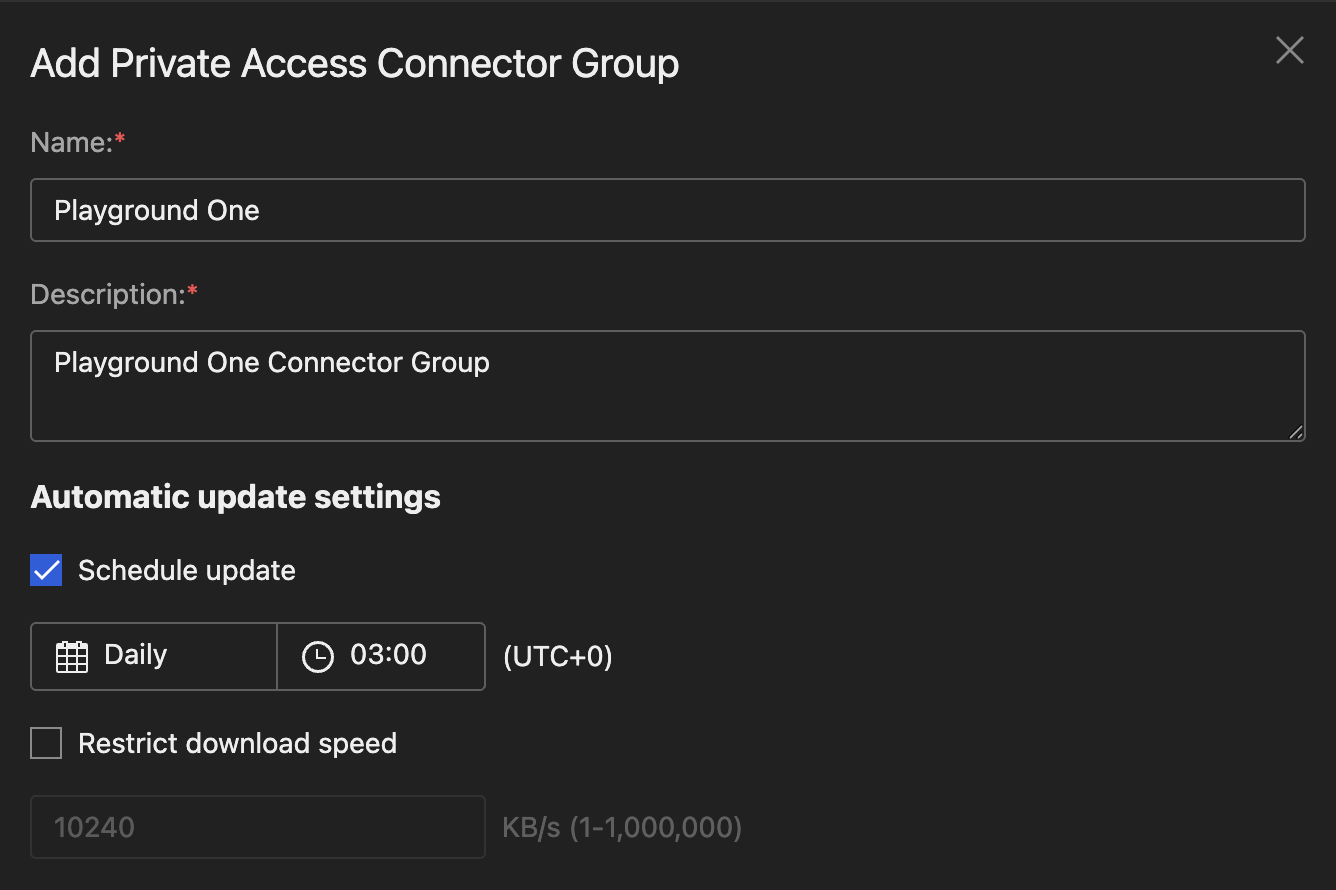 Add Private Access Connector Group
Name:*
Playground One
Description:*
Playground One Connector Group
Automatic update settings
Schedule update
Daily 03:00 (UTC+0)
Restrict download speed
10240 KB/s (1-1,000,000)